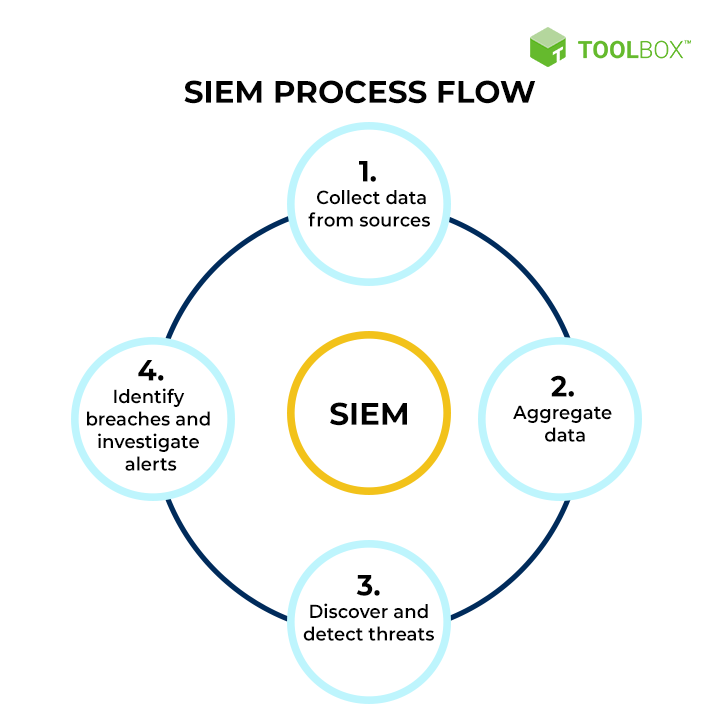 TOOLBOX™
SIEM PROCESS FLOW
1.
Collect data
from sources
2.
Aggregate
data
3.
Discover and
detect threats
4.
Identify
breaches and
investigate
alerts
SIEM